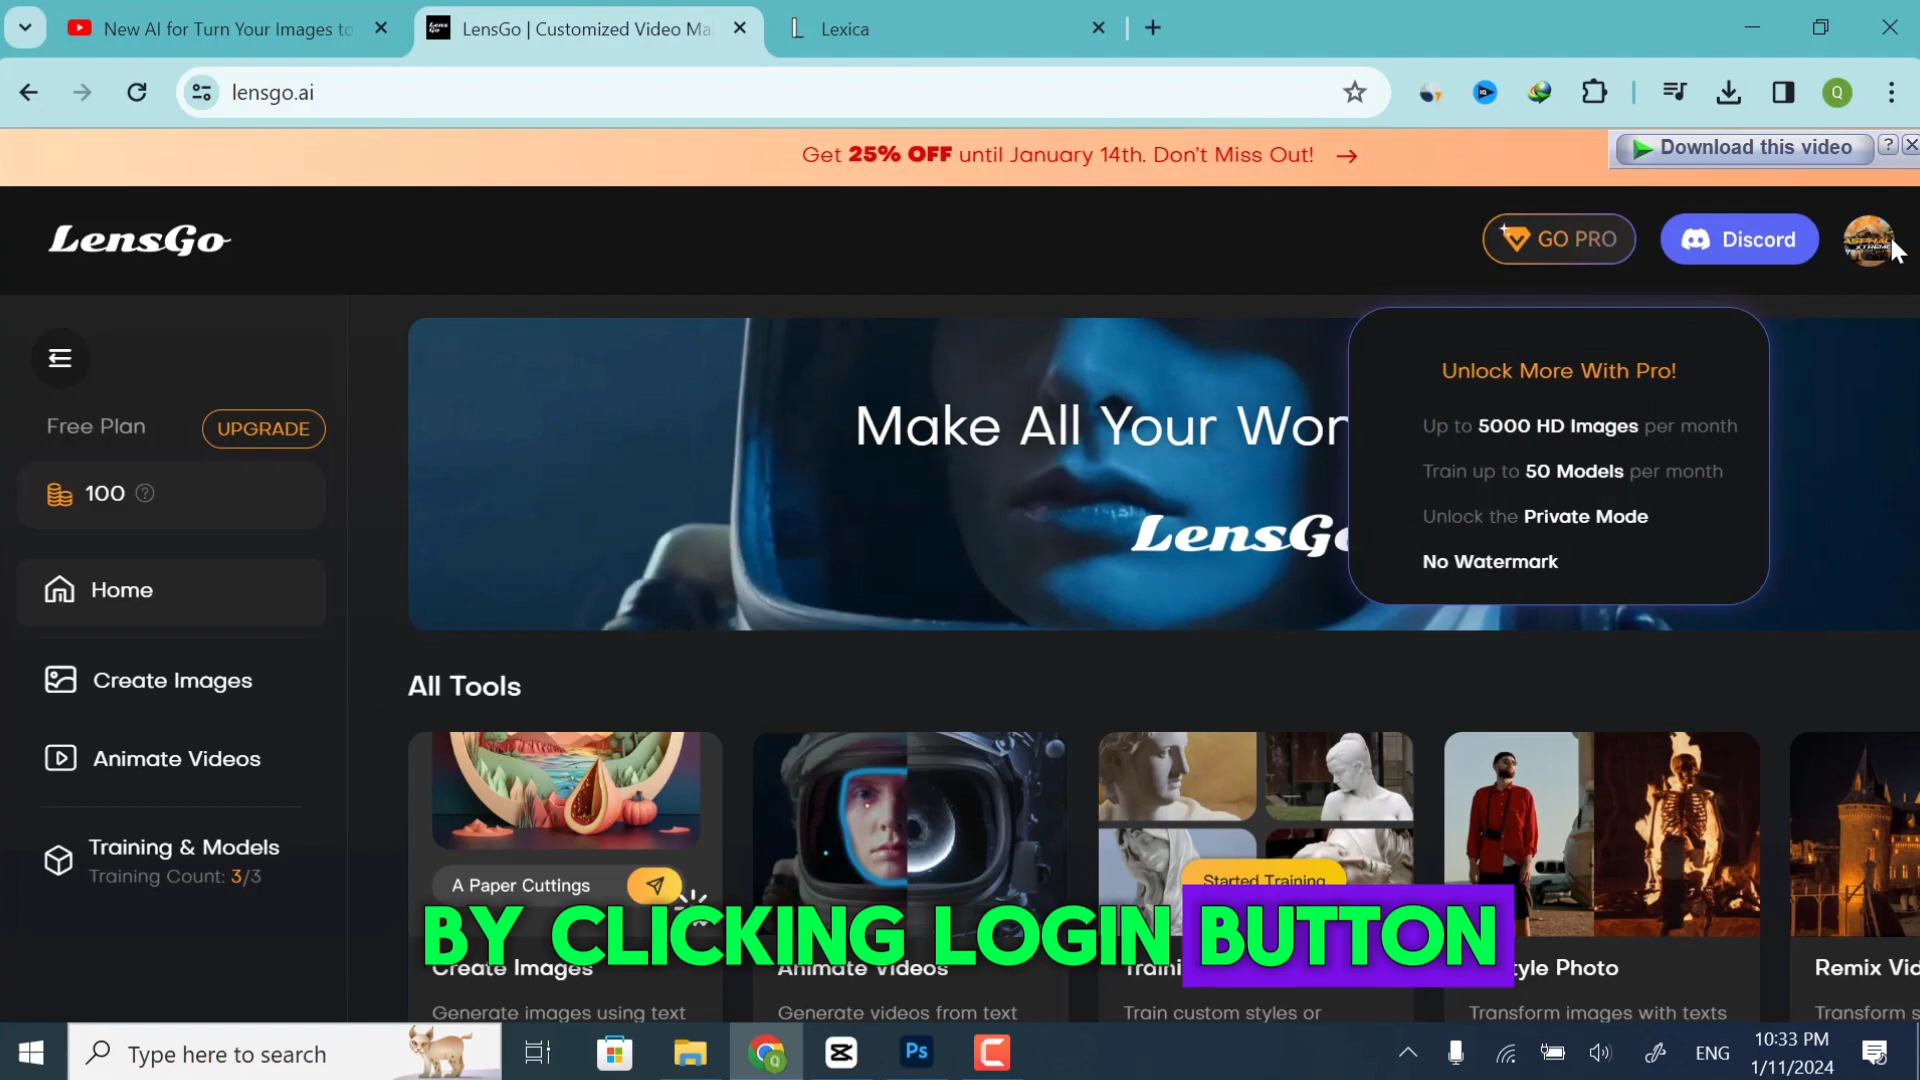 New AI for Turn Your Images to
LensGo | Customized Video Ma
Lexica
lensgo.ai
Q
Get 25% OFF until January 14th. Don't Miss Out! →
Download this video
?
LensGo
GO PRO
Discord
Free Plan
UPGRADE
100
?
Home
Create Images
Animate Videos
Training & Models
Training Count: 3/3
Make All Your Wor
LensGo
Unlock More With Pro!
Up to 5000 HD Images per month
Train up to 50 Models per month
Unlock the Private Mode
No Watermark
All Tools
A Paper Cuttings
Started Training
BY CLICKING LOGIN BUTTON
Create Images
Animate Videos
Traini
tyle Photo
Remix Vid
Generate images using text
Generate videos from text
Train custom styles or
Transform images with texts
Transform s
Type here to search
Ps
ENG
10:33 PM
1/11/2024